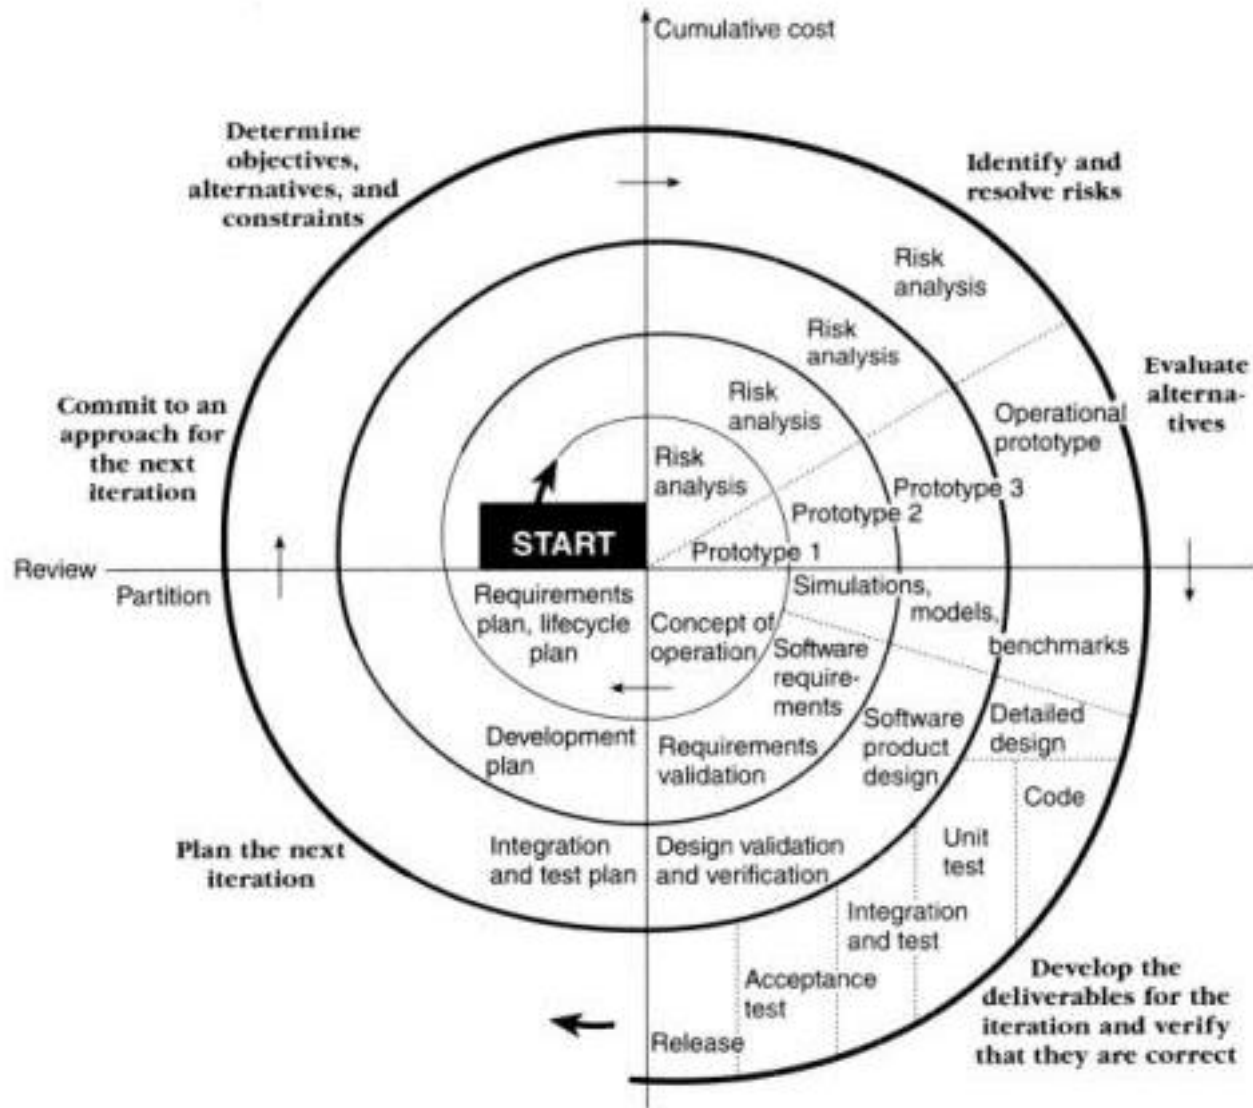 Cumulative cost
Determine
objectives,
alternatives, and
constraints
Identify and
resolve risks
Risk
analysis
Risk
analysis
Risk
analysis
Risk
analysis
Evaluate
alterna-
tives
Commit to an
approach for
the next
iteration
Operational
prototype
Prototype 3
Prototype 2
Prototype 1
START
Review
Partition
Simulations,
models,
benchmarks
Requirements
plan, lifecycle
plan
Concept of
operation
Software
require-
ments
Software
product
design
Detailed
design
Development
plan
Requirements
validation
Code
Unit
test
Plan the next
iteration
Integration
and test plan
Design validation
and verification
Integration
and test
Acceptance
test
Release
Develop the
deliverables for the
iteration and verify
that they are correct